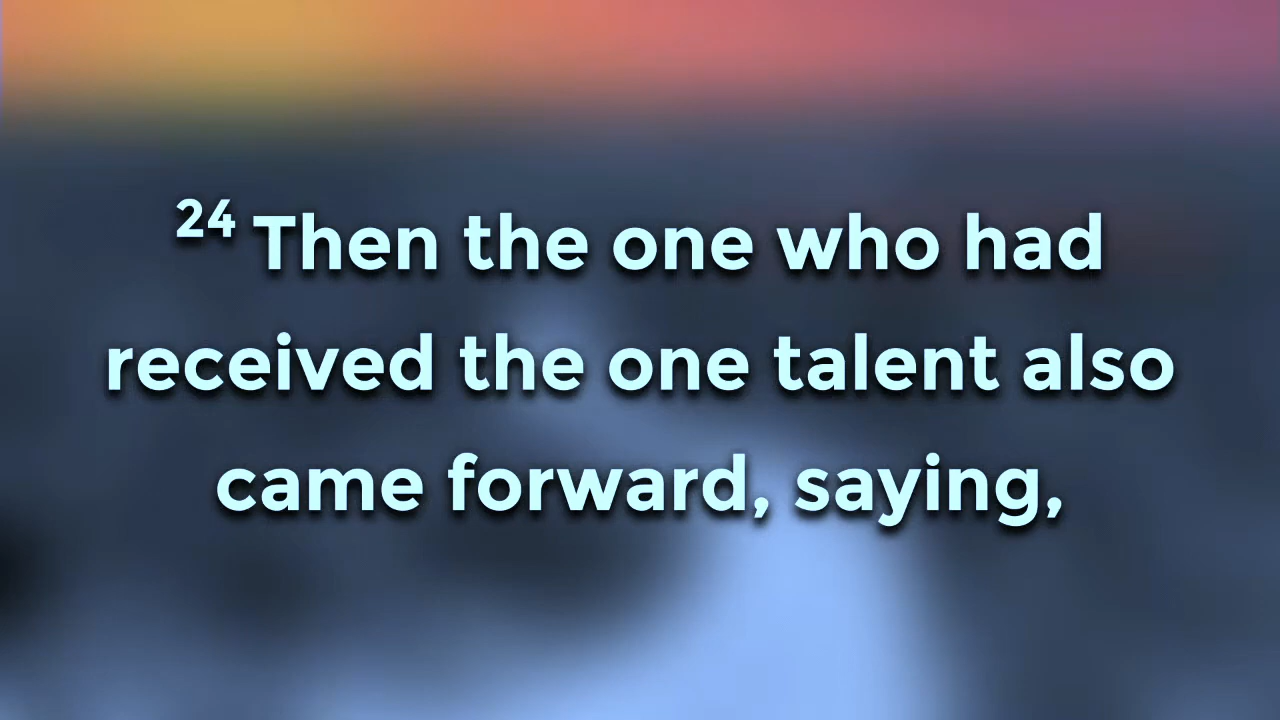 24 Then the one who had
received the one talent also
came forward, saying,